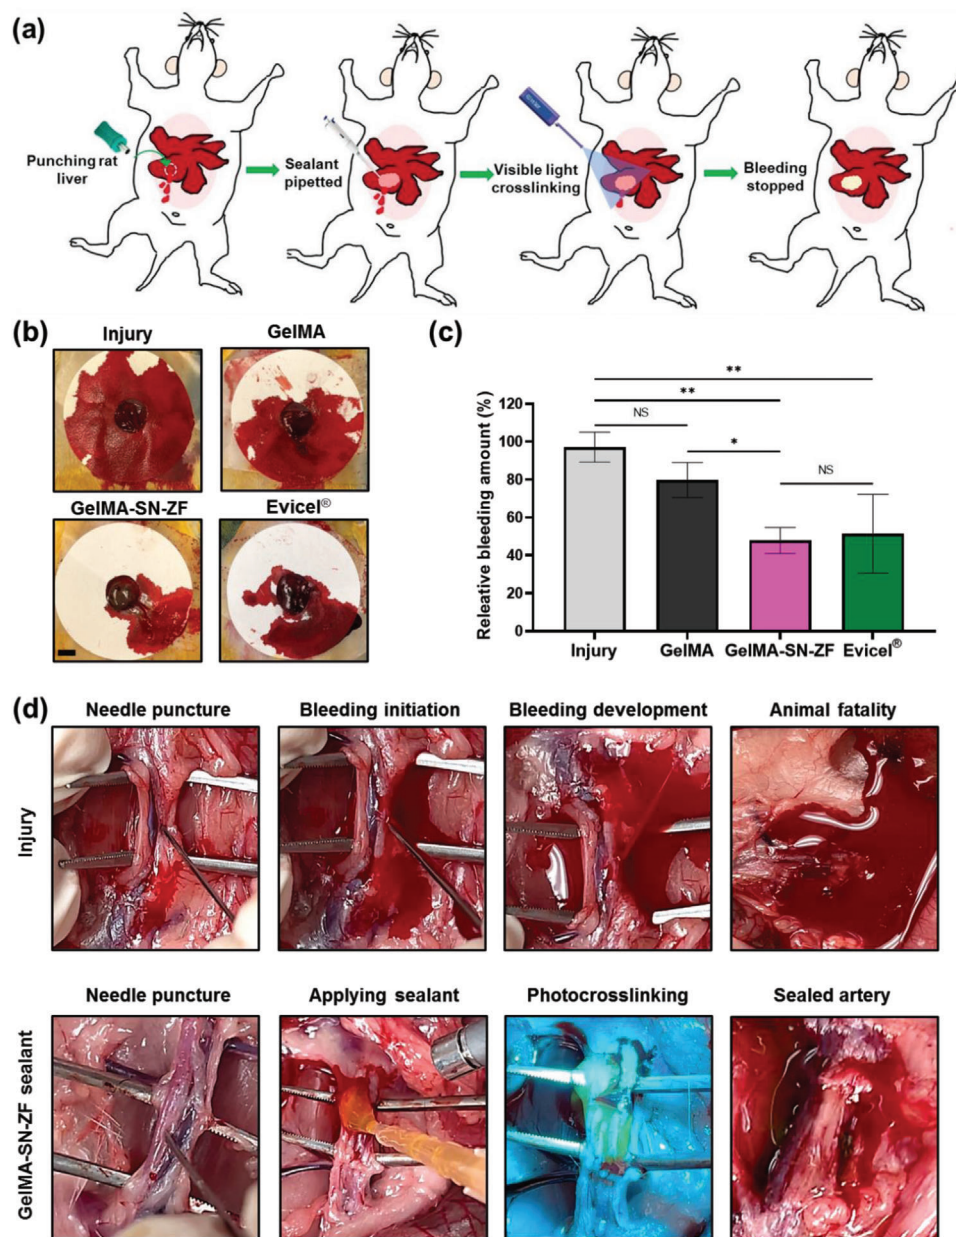 (a)
Punching rat
liver
Sealant
pipetted
Visible light
crosslinking
Bleeding
stopped
(b)
Injury
GelMA
GelMA-SN-ZF
Evicel®
(c)
Releative bleeding amount (%)
120
100
80
60
40
20
0
**
**
NS
*
NS
Injury
GelMA
GelMA-SN-ZF
Evicel®
(d)
Needle puncture
Bleeding initiation
Bleeding development
Animal fatality
Injury
Needle puncture
Applying sealant
Photocrosslinking
Sealed artery
GelMA-SN-ZF sealant